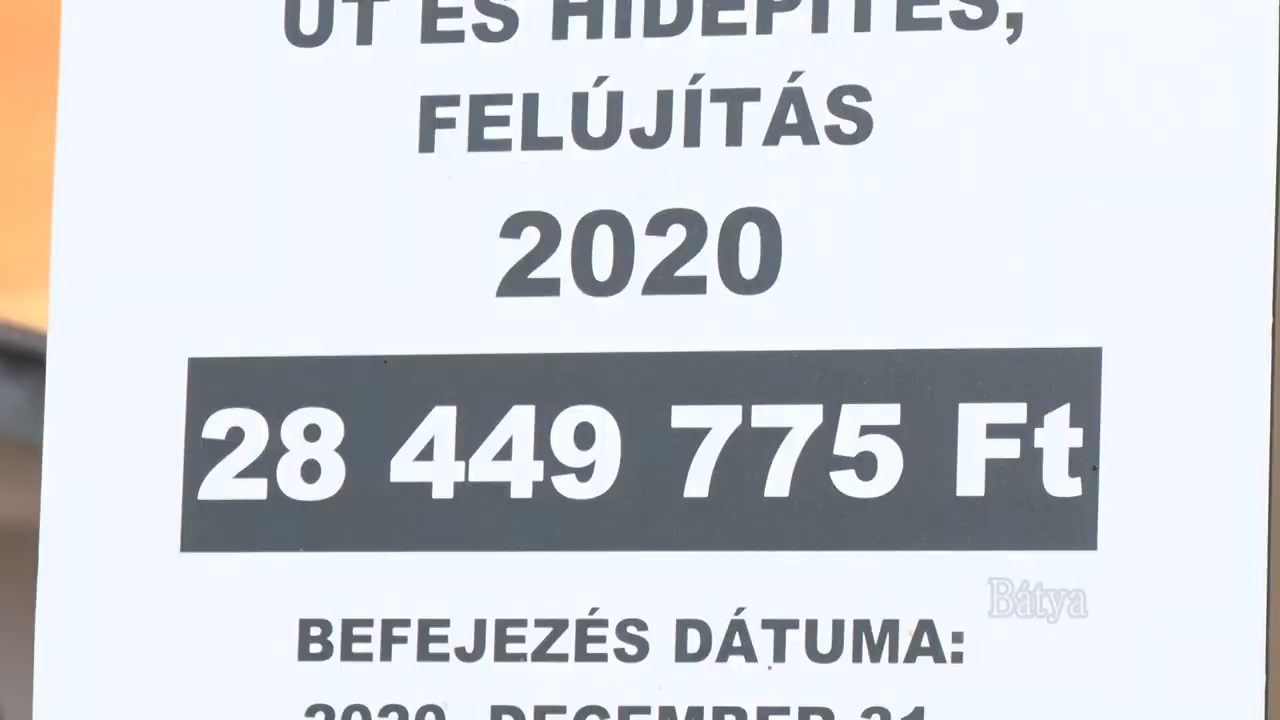 ÚT ÉS HÍDÉPÍTÉS,
FELÚJÍTÁS
2020
28 449 775 Ft
Bátya
BEFEJEZÉS DÁTUMA:
2020. DECEMBER 31.